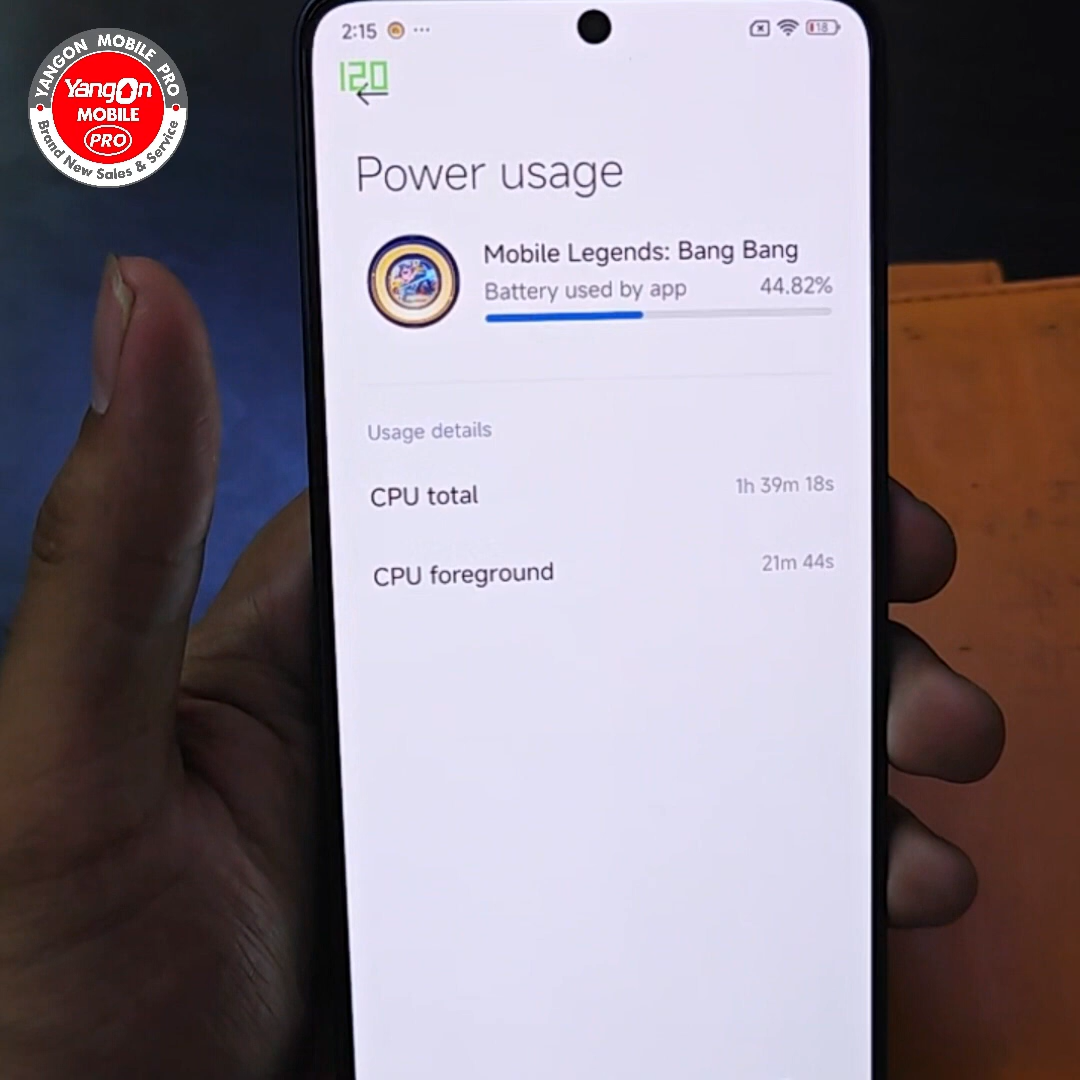 YANGON MOBILE PRO
YangOn
MOBILE
PRO
Brand New Sales & Service
2:15
18
120
Power usage
Mobile Legends: Bang Bang
Battery used by app 44.82%
Usage details
CPU total 1h 39m 18s
CPU foreground 21m 44s